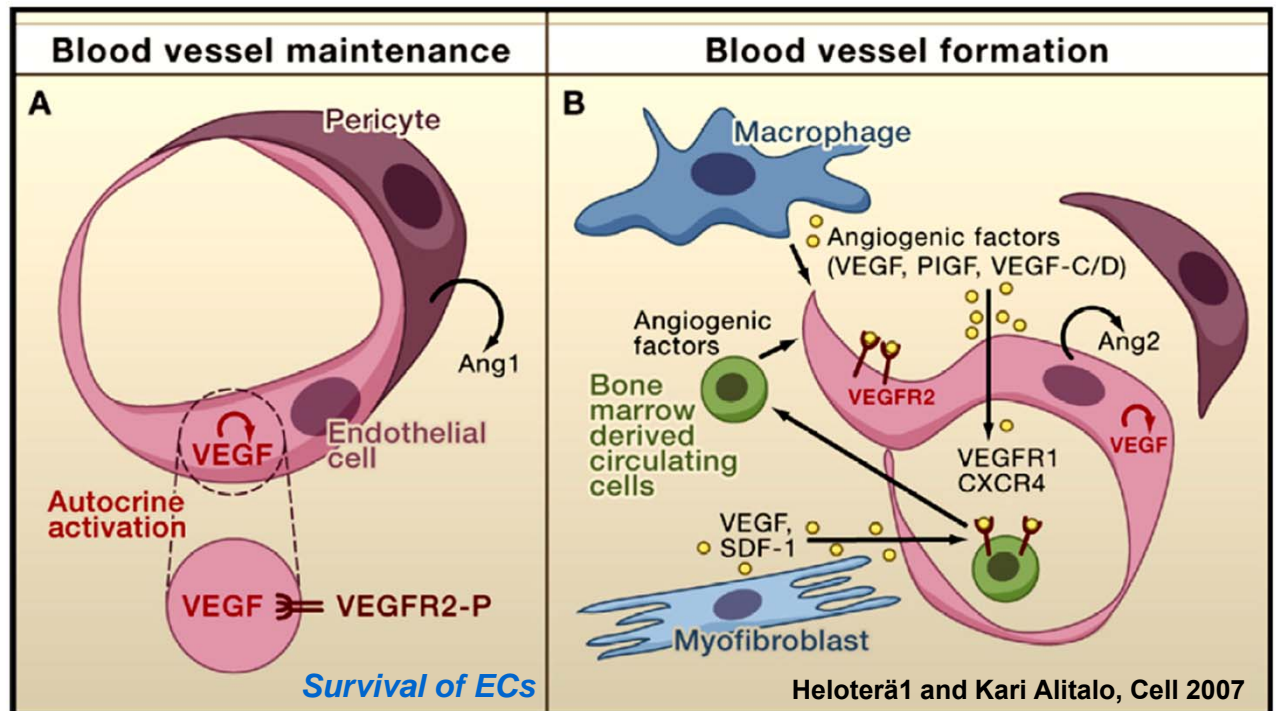 Blood vessel maintenance
Blood vessel formation
A
Pericyte
Ang1
Endothelial
cell
VEGF
Autocrine
activation
VEGF
VEGFR2-P
Survival of ECs
B
Macrophage
Angiogenic factors
(VEGF, PIGF, VEGF-C/D)
Angiogenic
factors
Ang2
VEGFR2
VEGF
Bone
marrow
derived
circulating
cells
VEGFR1
CXCR4
VEGF,
SDF-1
Myofibroblast
Heloterä1 and Kari Alitalo, Cell 2007